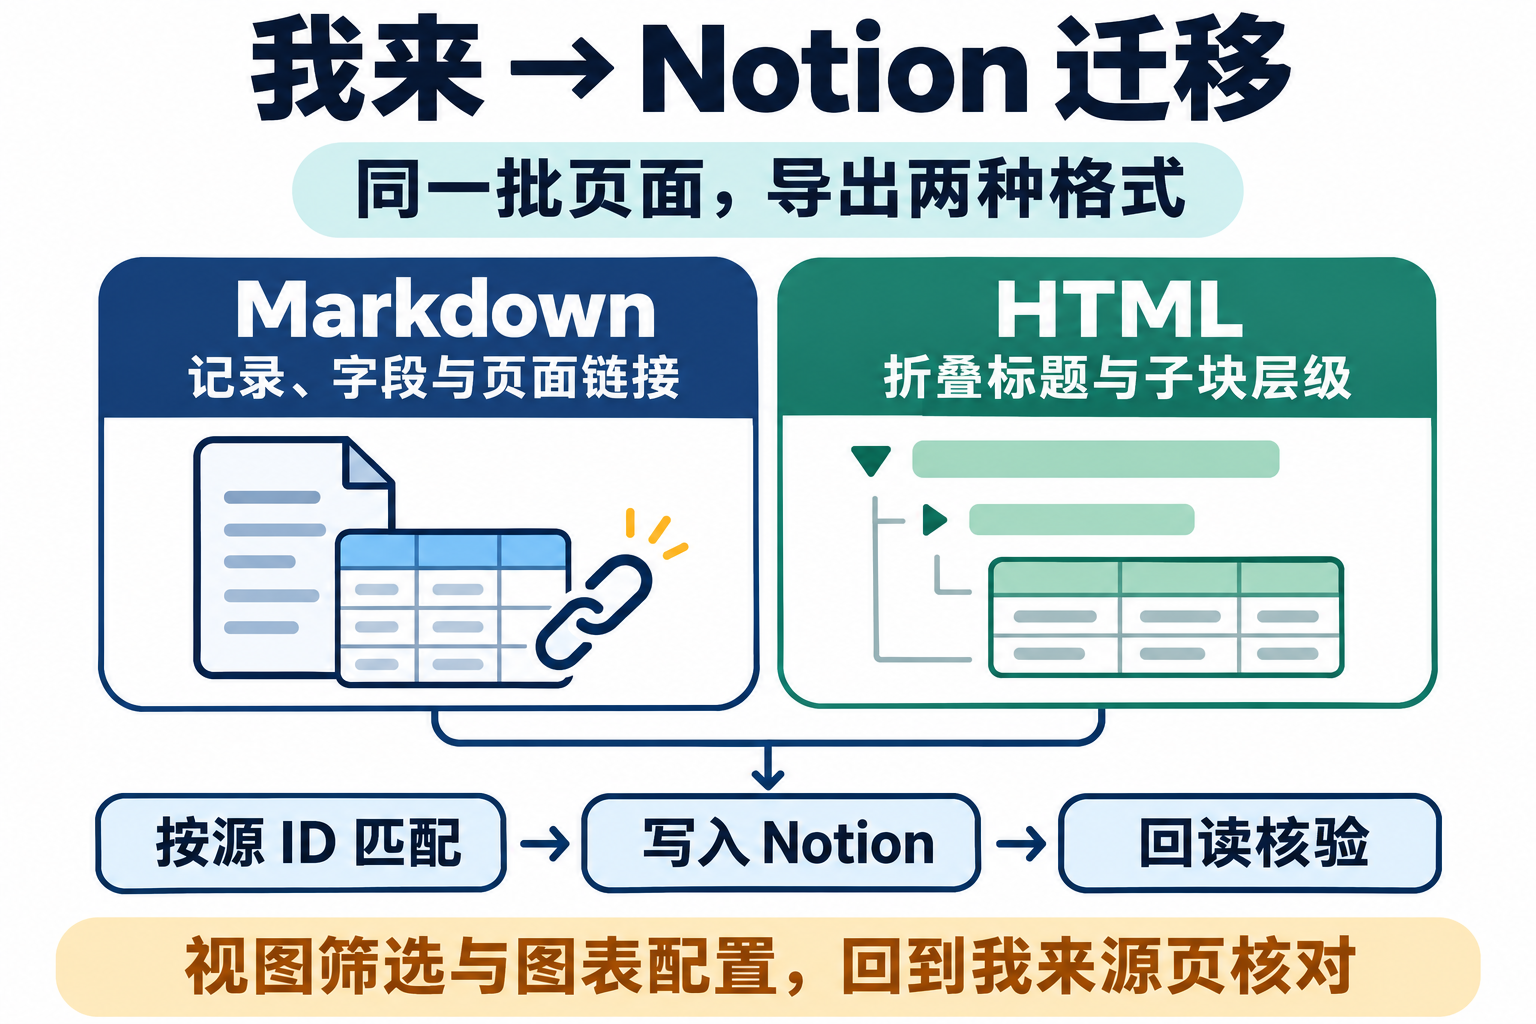 我来 → Notion 迁移
同一批页面，导出两种格式
Markdown
记录、字段与页面链接
HTML
折叠标题与子块层级
按源 ID 匹配
写入 Notion
回读核验
视图筛选与图表配置，回到我来源页核对